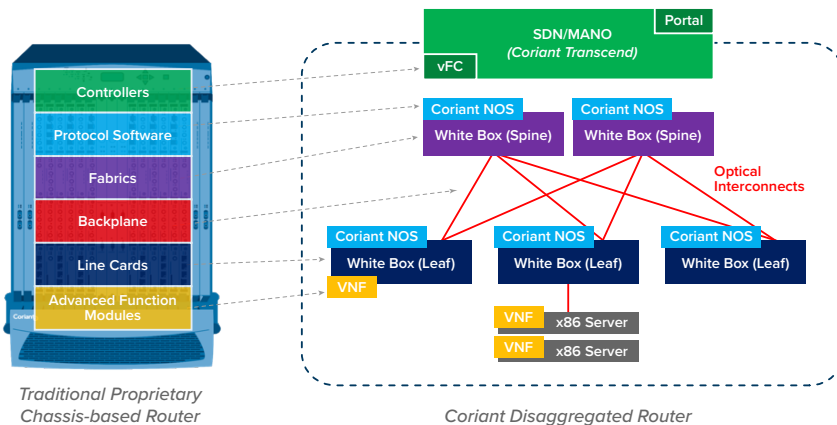 Controllers
Protocol Software
Fabrics
Backplane
Line Cards
Advanced Function
Modules
Coriant
Traditional Proprietary
Chassis-based Router
Portal
SDN/MANO
(Coriant Transcend)
vFC
Coriant NOS
White Box (Spine)
Coriant NOS
White Box (Spine)
Optical
Interconnects
Coriant NOS
White Box (Leaf)
VNF
Coriant NOS
White Box (Leaf)
Coriant NOS
White Box (Leaf)
VNF
x86 Server
VNF
x86 Server
Coriant Disaggregated Router